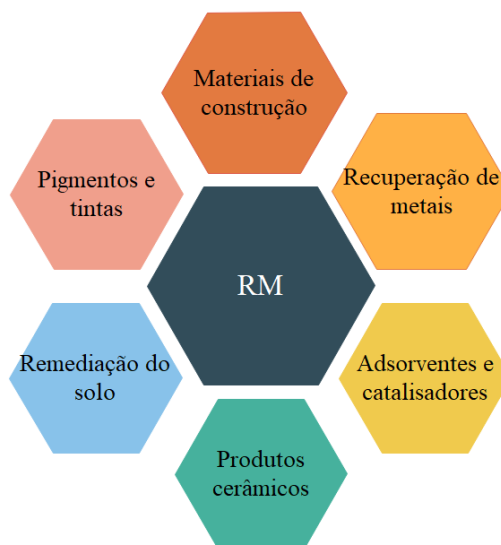 Materiais de
construção
Pigmentos e
tintas
Recuperação de
metais
RM
Remediação do
solo
Adsorventes e
catalisadores
Produtos
cerâmicos